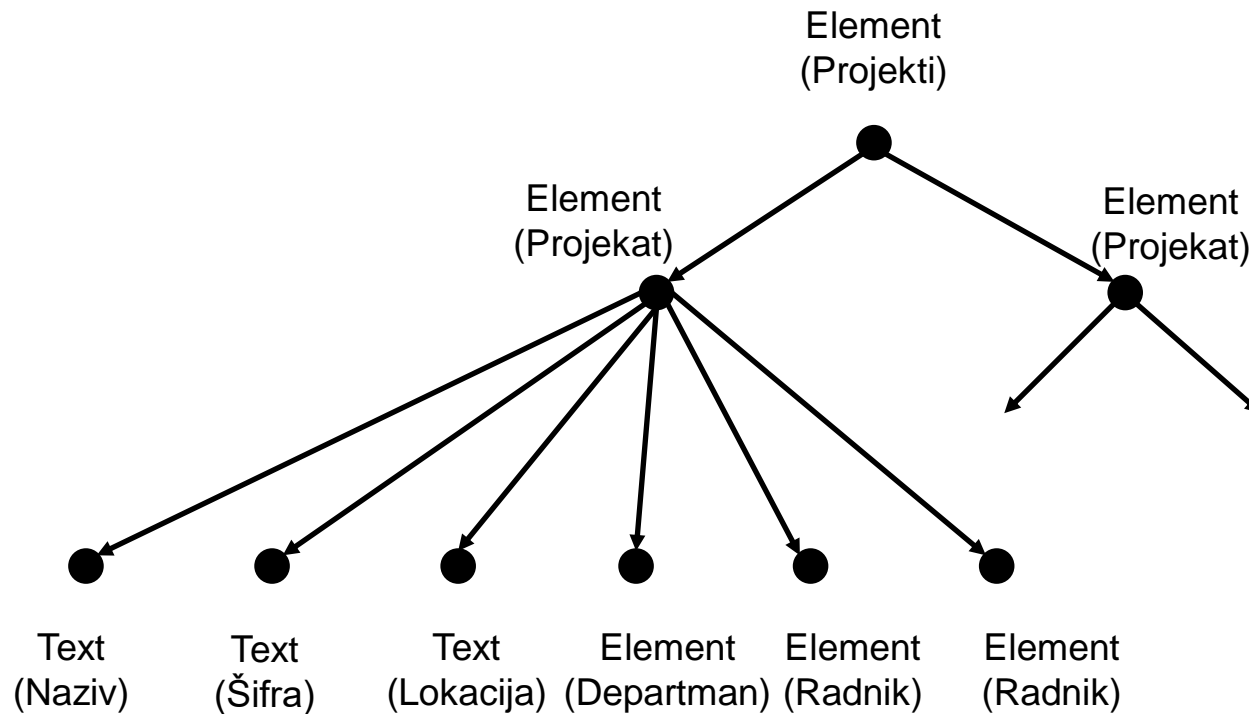 Element
(Projekti)
Element
(Projekat)
Element
(Projekat)
Text
(Naziv)
Text
(Šifra)
Text
(Lokacija)
Element
(Departman)
Element
(Radnik)
Element
(Radnik)